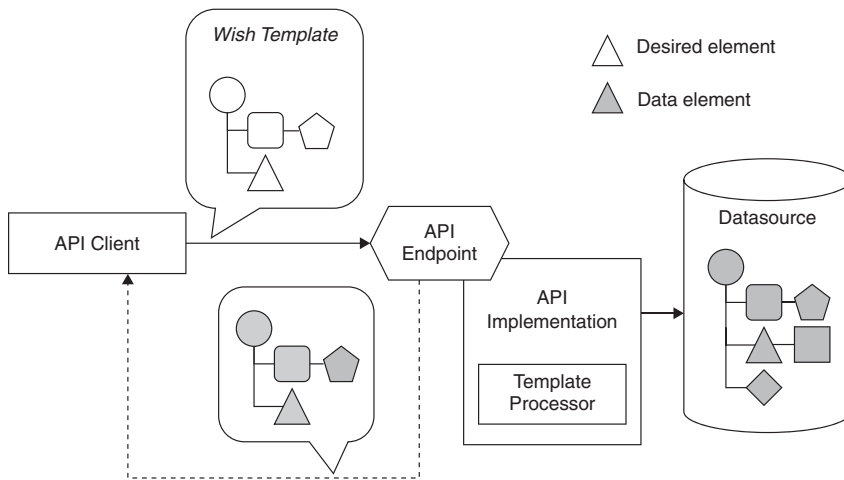 Wish Template
Desired element
Data element
API Client
API
Endpoint
Datasource
API
Implementation
Template
Processor